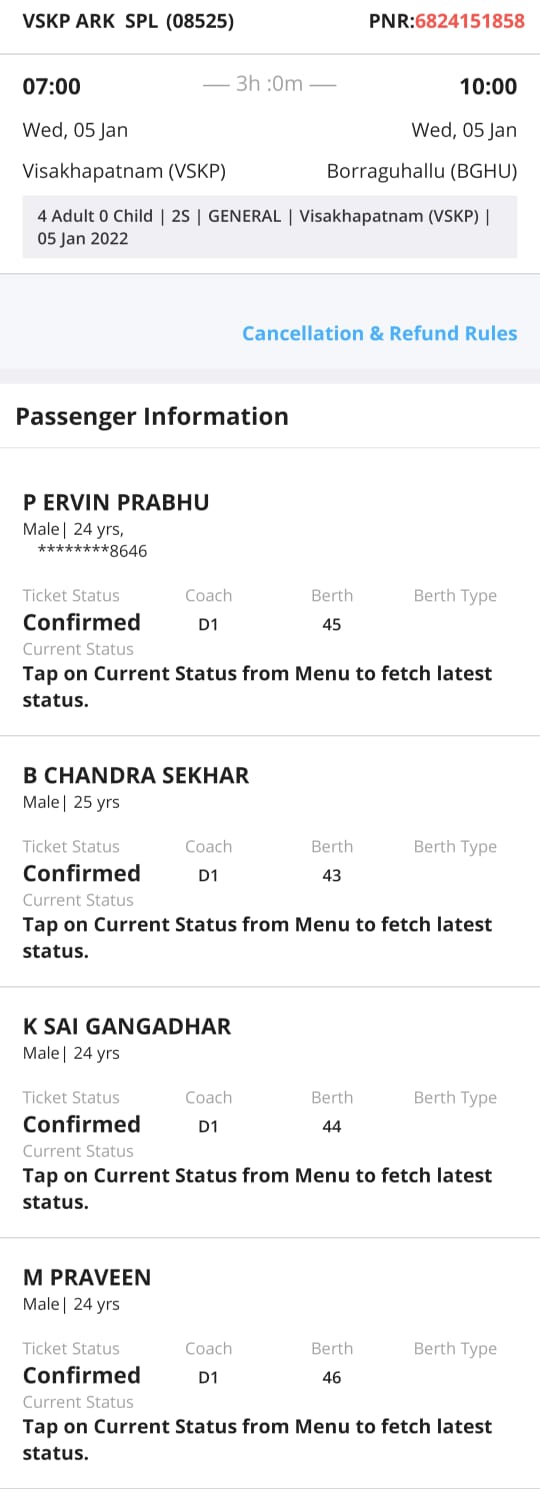 VSKP ARK SPL (08525) PNR:6824151858
07:00 3h :0m 10:00
Wed, 05 Jan Wed, 05 Jan
Visakhapatnam (VSKP) Borraguhallu (BGHU)
4 Adult 0 Child | 2S | GENERAL | Visakhapatnam (VSKP) |
05 Jan 2022
Cancellation & Refund Rules
Passenger Information
P ERVIN PRABHU
Male| 24 yrs,
********8646
Ticket Status Coach Berth Berth Type
Confirmed D1 45
Current Status
Tap on Current Status from Menu to fetch latest
status.
B CHANDRA SEKHAR
Male| 25 yrs
Ticket Status Coach Berth Berth Type
Confirmed D1 43
Current Status
Tap on Current Status from Menu to fetch latest
status.
K SAI GANGADHAR
Male| 24 yrs
Ticket Status Coach Berth Berth Type
Confirmed D1 44
Current Status
Tap on Current Status from Menu to fetch latest
status.
M PRAVEEN
Male| 24 yrs
Ticket Status Coach Berth Berth Type
Confirmed D1 46
Current Status
Tap on Current Status from Menu to fetch latest
status.